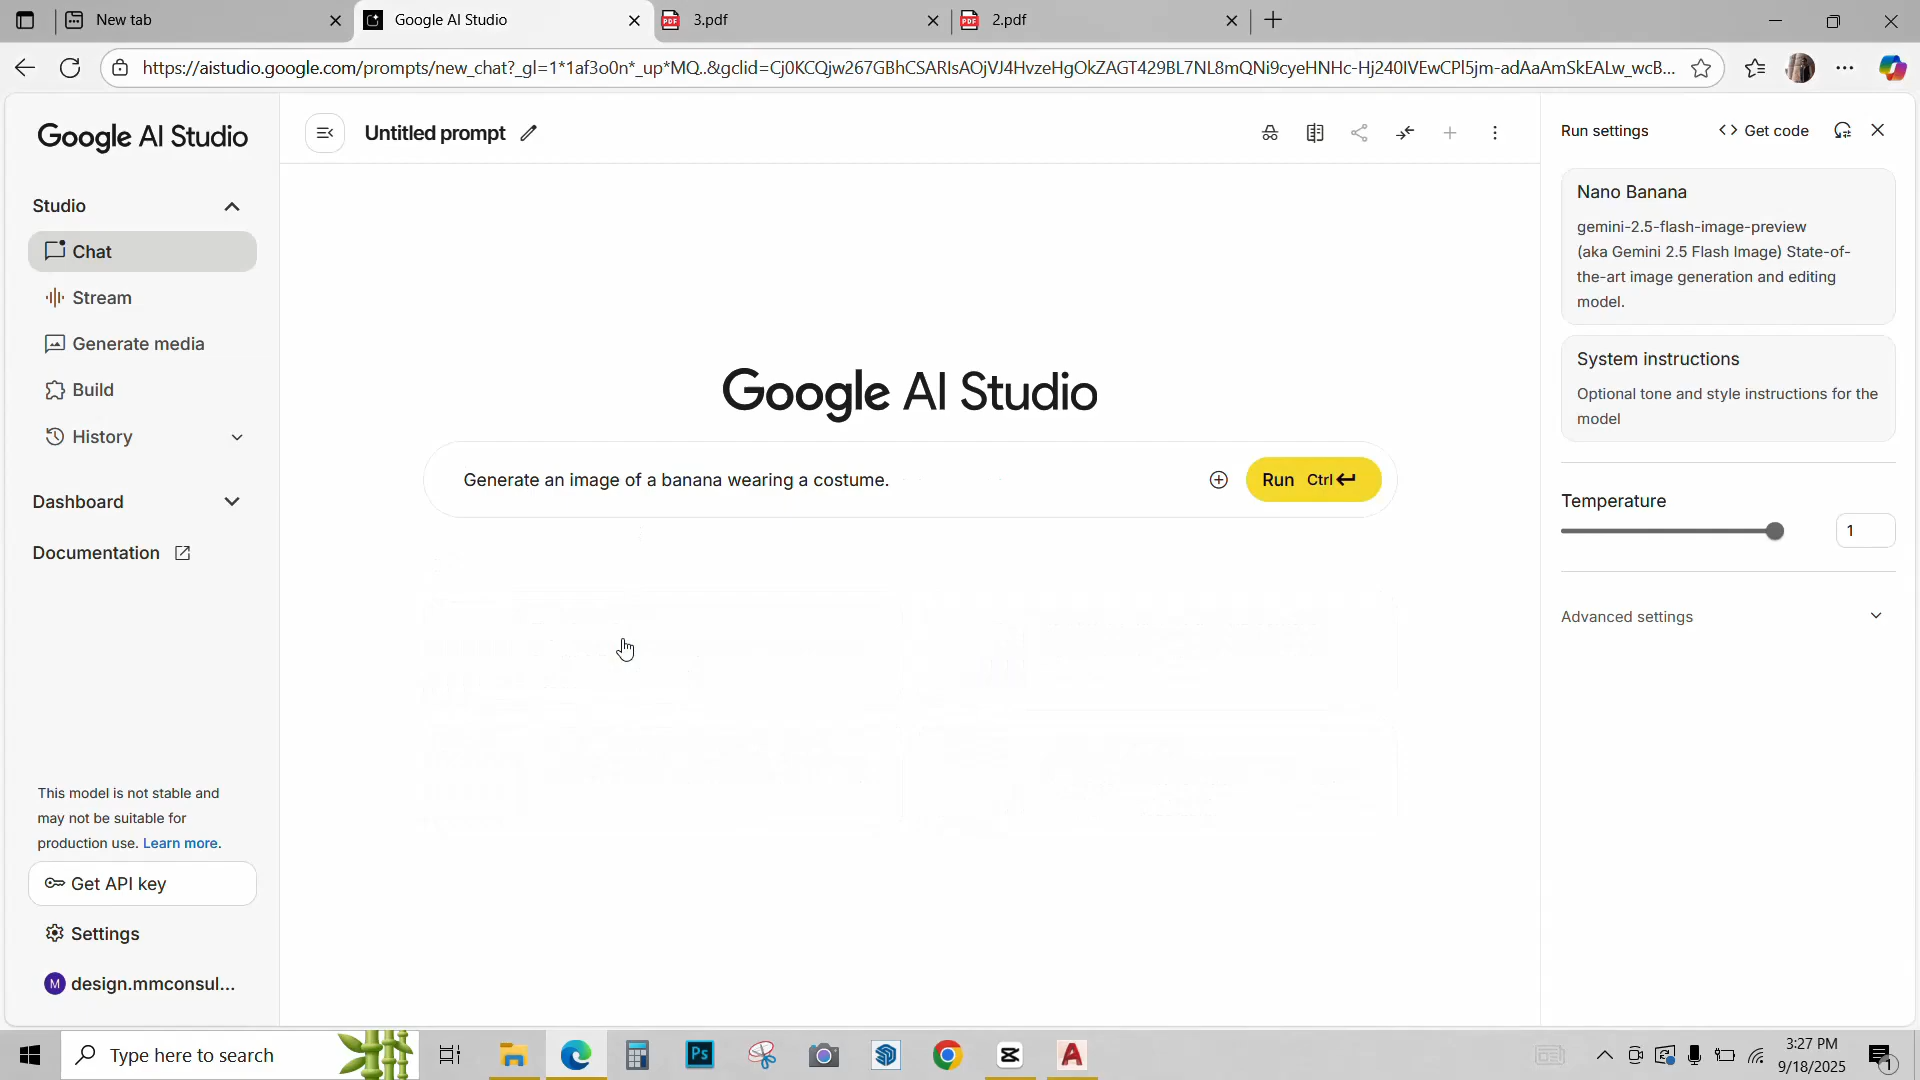 New tab
Google AI Studio
3.pdf
2.pdf
https://aistudio.google.com/prompts/new_chat?_gl=1*1af3o0n*_up*MQ..&gclid=Cj0KCQjw267GBhCSARIsAOjVJ4HvzeHgOkZAGT429BL7NL8mQNi9cyeHNHc-Hj240IVEwCPl5jm-adAaAmSkEALw_wcB...
Google AI Studio
Studio
Chat
Stream
Generate media
Build
History
Dashboard
Documentation
This model is not stable and
may not be suitable for
production use. Learn more.
Get API key
Settings
M
design.mmconsul...
Untitled prompt
Google AI Studio
Generate an image of a banana wearing a costume.
Run Ctrl
Run settings
Get code
Nano Banana
gemini-2.5-flash-image-preview
(aka Gemini 2.5 Flash Image) State-of-
the-art image generation and editing
model.
System instructions
Optional tone and style instructions for the
model
Temperature
1
Advanced settings
Type here to search
Ps
A
3:27 PM
9/18/2025
1